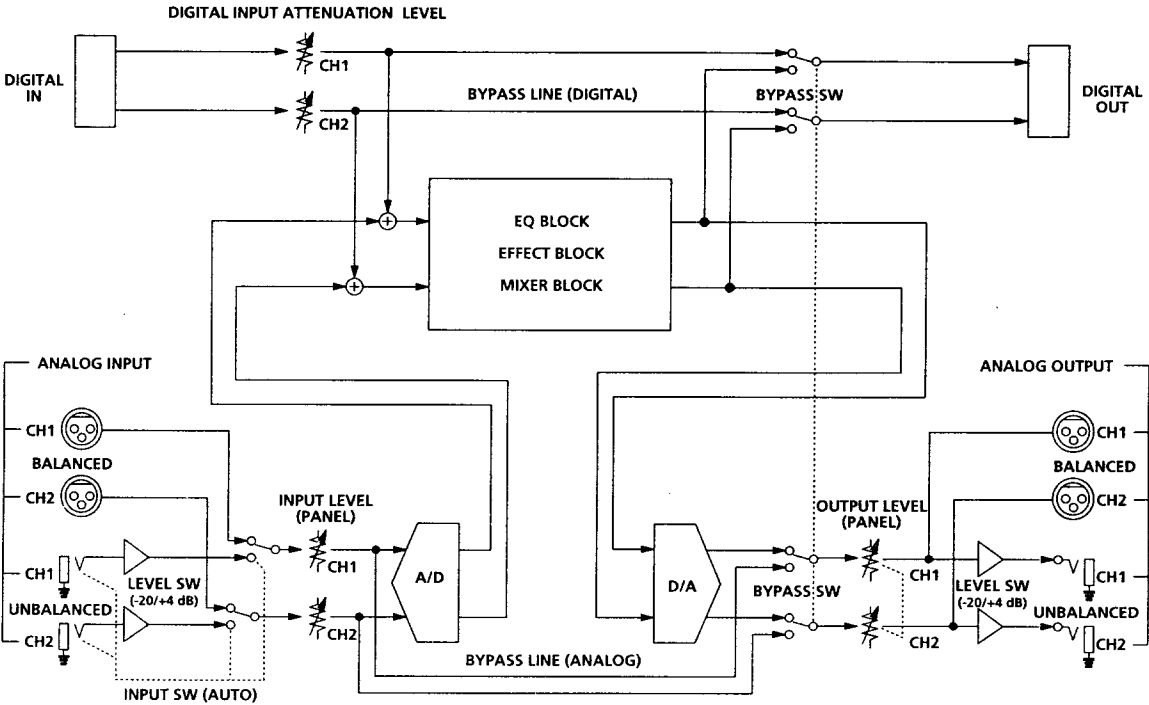 DIGITAL INPUT ATTENUATION LEVEL
DIGITAL
IN
CH1
CH2
BYPASS LINE (DIGITAL)
BYPASS SW
DIGITAL
OUT
EQ BLOCK
EFFECT BLOCK
MIXER BLOCK
ANALOG INPUT
CH1
BALANCED
CH2
CH1
UNBALANCED
CH2
LEVEL SW
(-20/+4 dB)
INPUT SW (AUTO)
INPUT LEVEL
(PANEL)
CH1
CH2
A/D
BYPASS LINE (ANALOG)
D/A
BYPASS SW
OUTPUT LEVEL
(PANEL)
CH1
CH2
LEVEL SW
(-20/+4 dB)
ANALOG OUTPUT
CH1
BALANCED
CH2
CH1
UNBALANCED
CH2